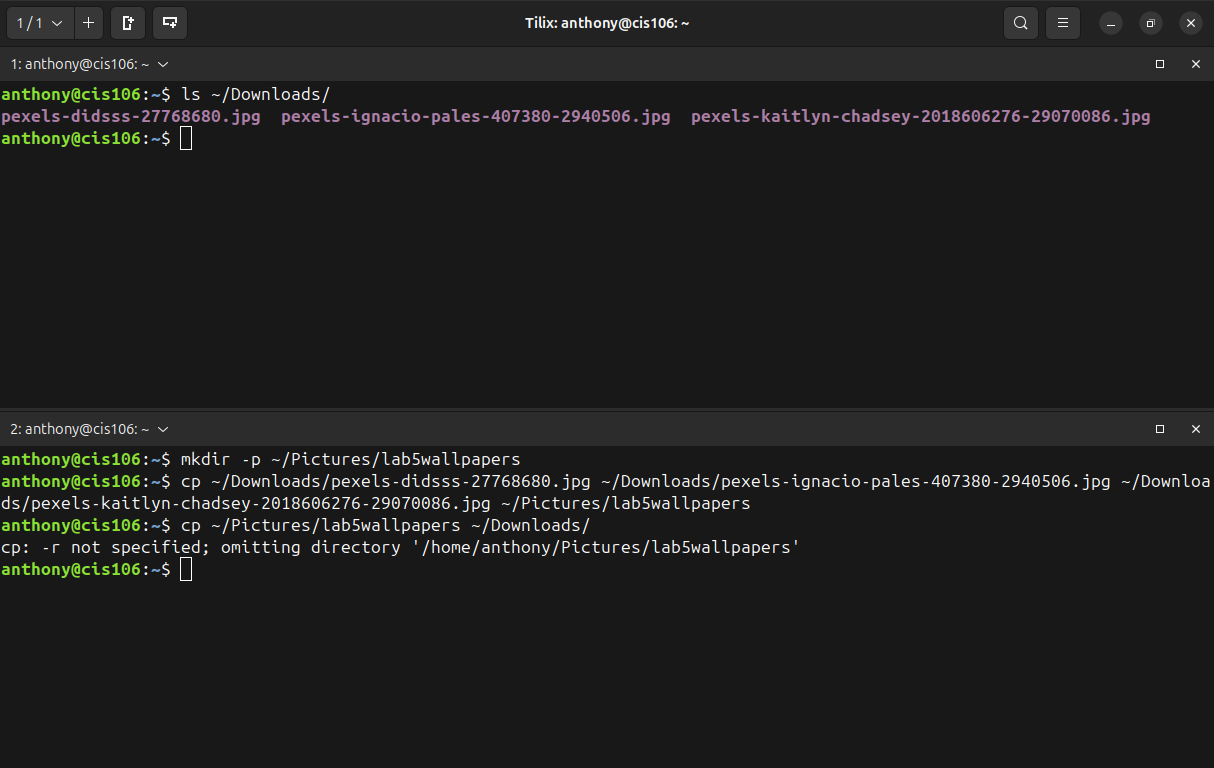 1 / 1
Tilix: anthony@cis106: ~
1: anthony@cis106: ~
anthony@cis106:~$ ls ~/Downloads/
pexels-didsss-27768680.jpg  pexels-ignacio-pales-407380-2940506.jpg  pexels-kaitlyn-chadsey-2018606276-29070086.jpg
anthony@cis106:~$
2: anthony@cis106: ~
anthony@cis106:~$ mkdir -p ~/Pictures/lab5wallpapers
anthony@cis106:~$ cp ~/Downloads/pexels-didsss-27768680.jpg ~/Downloads/pexels-ignacio-pales-407380-2940506.jpg ~/Downloa
ds/pexels-kaitlyn-chadsey-2018606276-29070086.jpg ~/Pictures/lab5wallpapers
anthony@cis106:~$ cp ~/Pictures/lab5wallpapers ~/Downloads/
cp: -r not specified; omitting directory '/home/anthony/Pictures/lab5wallpapers'
anthony@cis106:~$